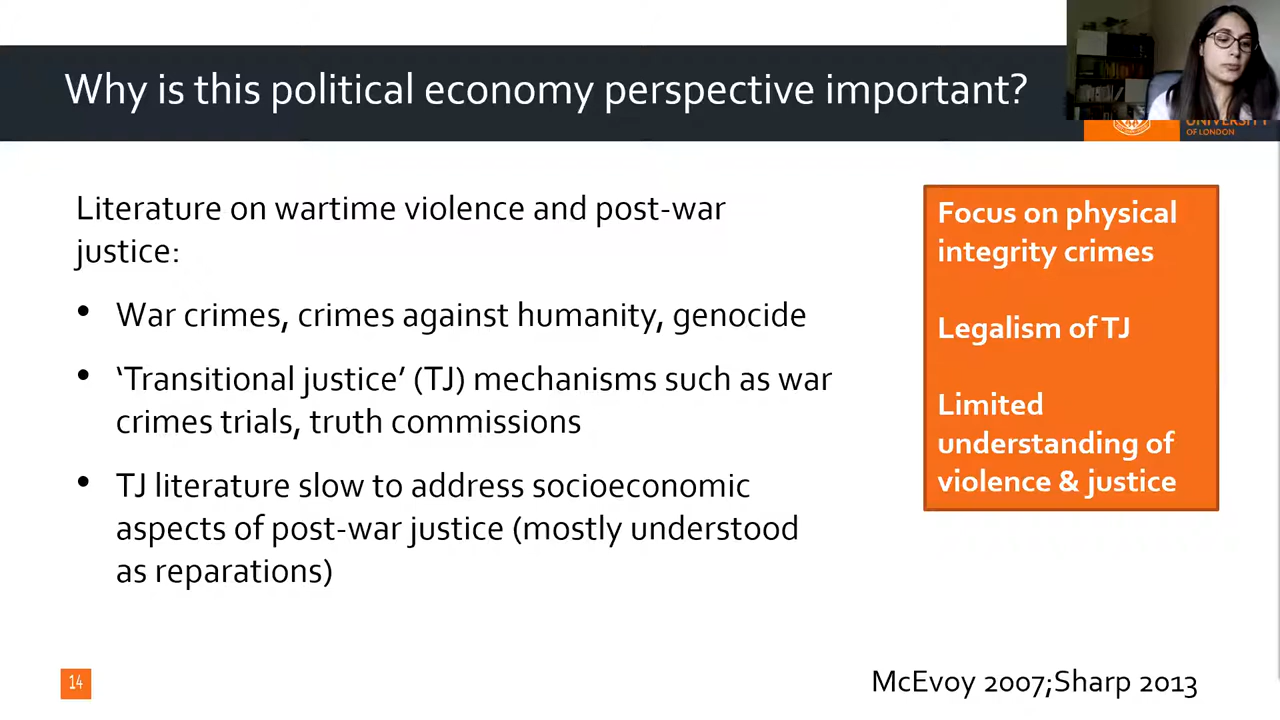 Why is this political economy perspective important?
UNIVERSITY
OF LONDON
Literature on wartime violence and post-war
justice:
• War crimes, crimes against humanity, genocide
• ‘Transitional justice’ (TJ) mechanisms such as war
crimes trials, truth commissions
• TJ literature slow to address socioeconomic
aspects of post-war justice (mostly understood
as reparations)
Focus on physical
integrity crimes
Legalism of TJ
Limited
understanding of
violence & justice
14
McEvoy 2007;Sharp 2013